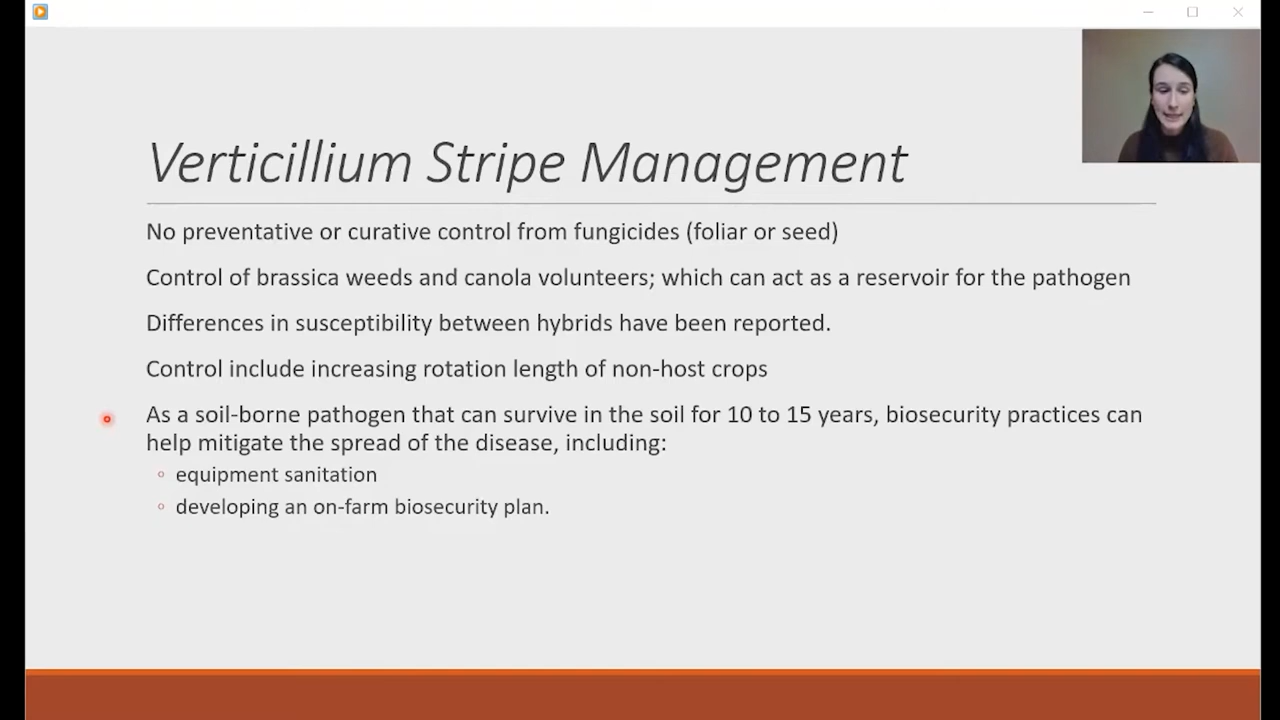 Verticillium Stripe Management
No preventative or curative control from fungicides (foliar or seed)
Control of brassica weeds and canola volunteers; which can act as a reservoir for the pathogen
Differences in susceptibility between hybrids have been reported.
Control include increasing rotation length of non-host crops
As a soil-borne pathogen that can survive in the soil for 10 to 15 years, biosecurity practices can
help mitigate the spread of the disease, including:
equipment sanitation
developing an on-farm biosecurity plan.